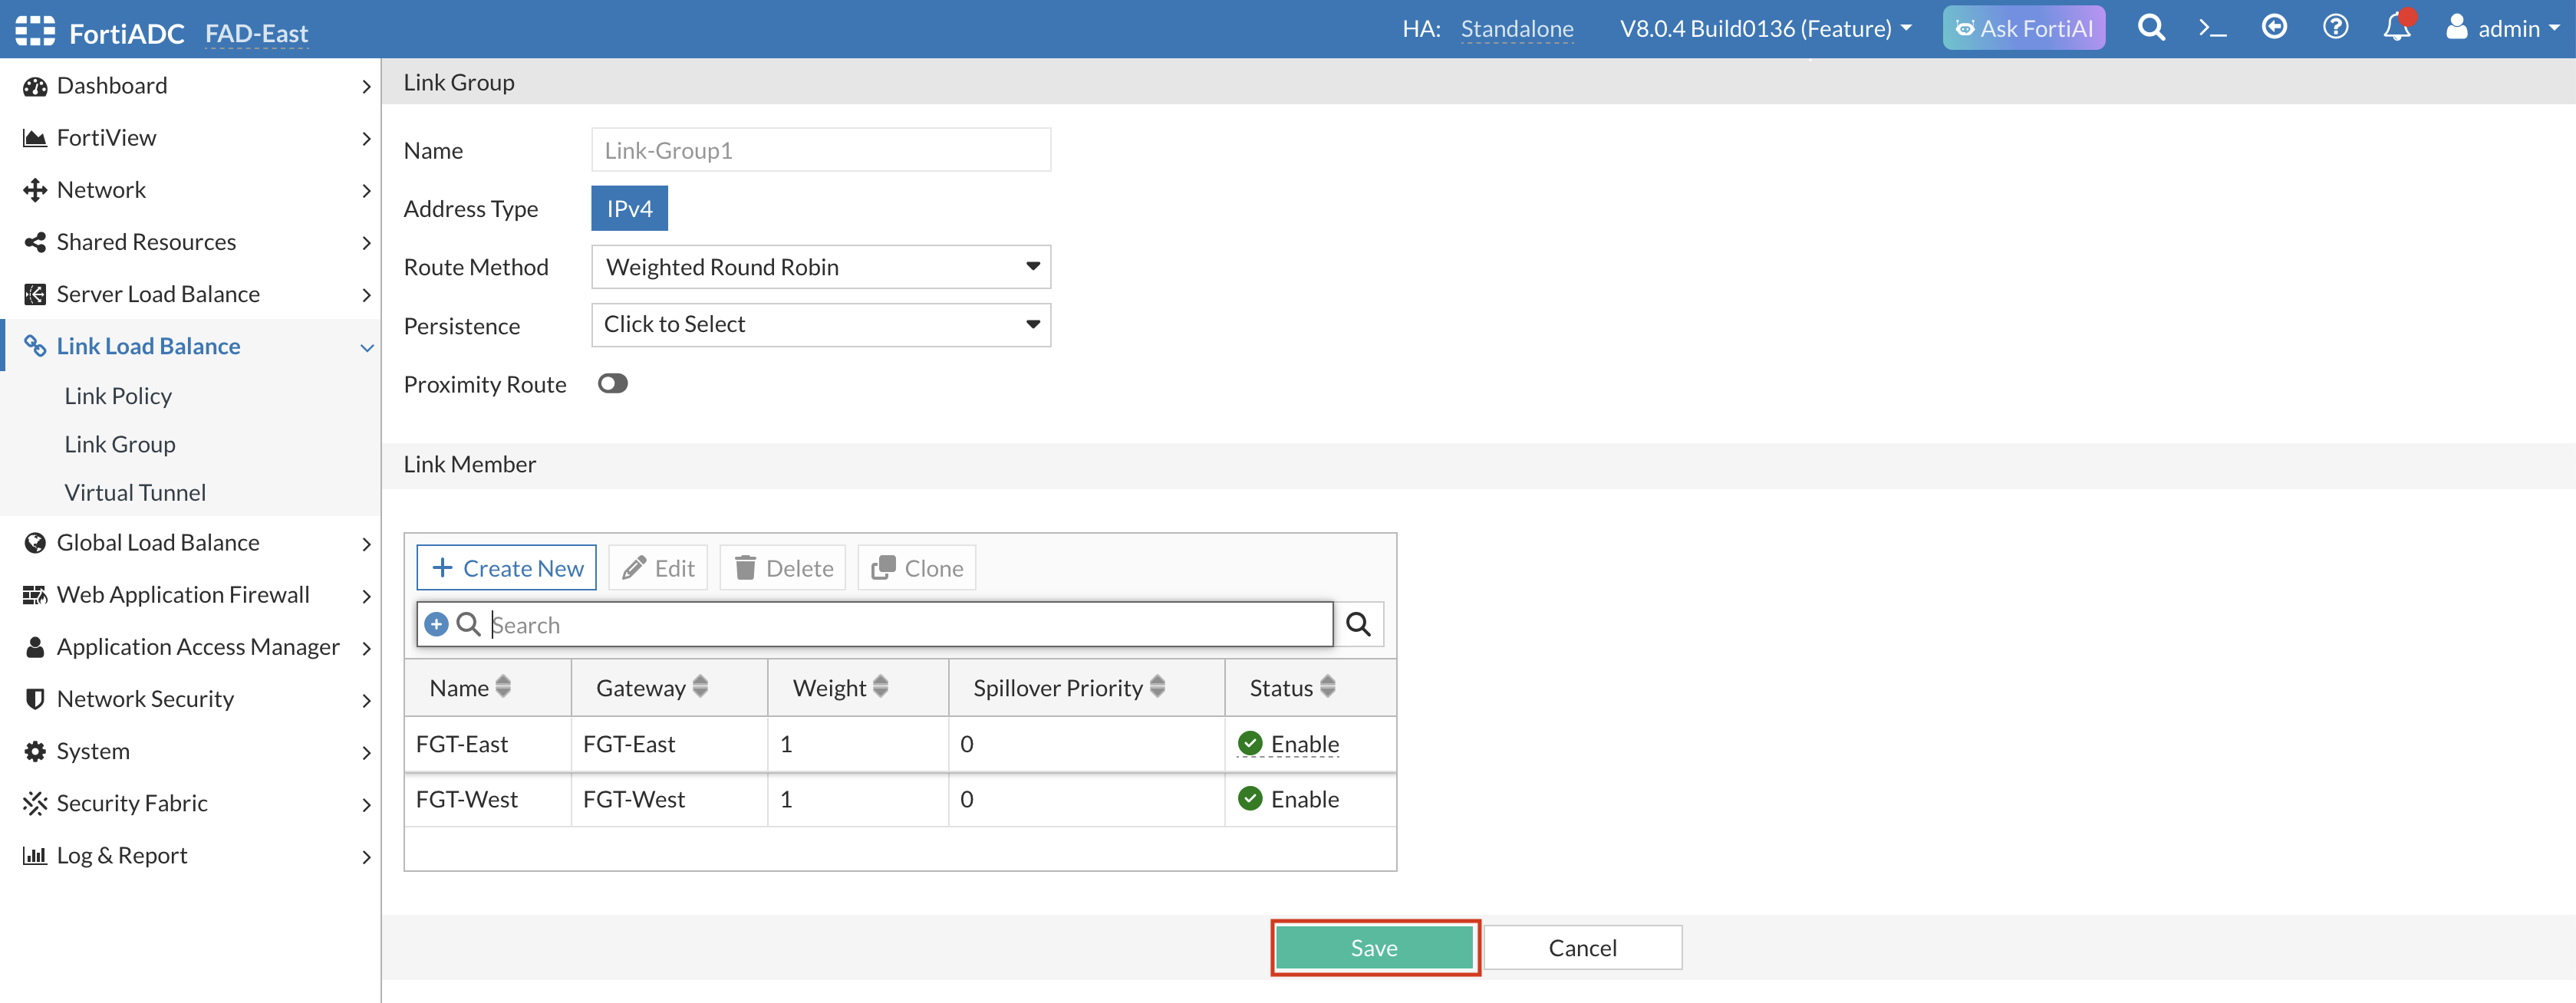 FortiADC FAD-East HA: Standalone V8.0.4 Build0136 (Feature) Ask FortiAI admin
Dashboard
FortiView
Network
Shared Resources
Server Load Balance
Link Load Balance
Link Policy
Link Group
Virtual Tunnel
Global Load Balance
Web Application Firewall
Application Access Manager
Network Security
System
Security Fabric
Log & Report
Link Group
Name Link-Group1
Address Type IPv4
Route Method Weighted Round Robin
Persistence Click to Select
Proximity Route
Link Member
Create New Edit Delete Clone
Search
Name Gateway Weight Spillover Priority Status
FGT-East FGT-East 1 0 Enable
FGT-West FGT-West 1 0 Enable
Save Cancel